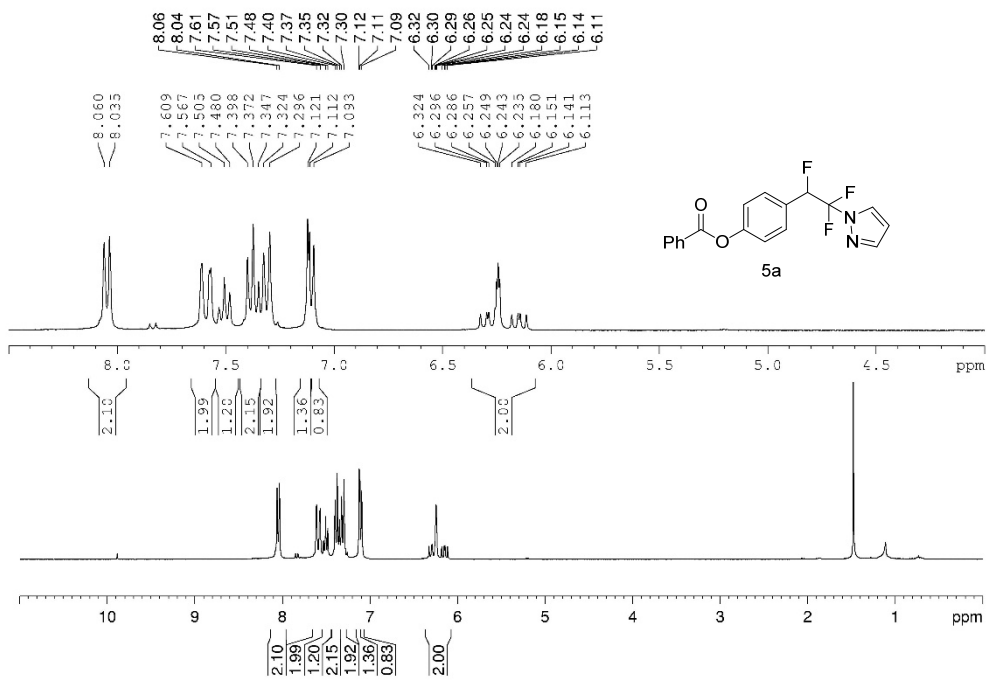 8.06 8.04 7.61 7.57 7.51 7.48 7.40 7.37 7.35 7.32 7.30 7.12 7.11 7.09 6.32 6.30 6.29 6.26 6.25 6.24 6.24 6.18 6.15 6.14 6.11
8.060 8.035 7.609 7.567 7.505 7.480 7.398 7.372 7.347 7.324 7.296 7.121 7.112 7.093 6.324 6.296 6.286 6.257 6.249 6.243 6.235 6.180 6.151 6.141 6.113
F
O F
Ph O F N
N
5a
8.0 7.5 7.0 6.5 6.0 5.5 5.0 4.5 ppm
2.10 1.99 1.20 2.15 1.92 1.36 0.83 2.00
10 9 8 7 6 5 4 3 2 1 ppm
2.10 1.99 1.20 2.15 1.92 1.36 0.83 2.00